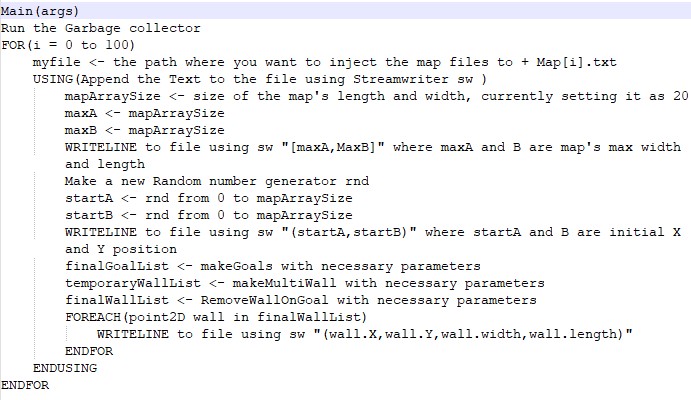 Main(args)
Run the Garbage collector
FOR(i = 0 to 100)
myfile <- the path where you want to inject the map files to + Map[i].txt
USING(Append the Text to the file using Streamwriter sw )
mapArraySize <- size of the map's length and width, currently setting it as 20
maxA <- mapArraySize
maxB <- mapArraySize
WRITELINE to file using sw "[maxA,MaxB]" where maxA and B are map's max width
and length
Make a new Random number generator rnd
startA <- rnd from 0 to mapArraySize
startB <- rnd from 0 to mapArraySize
WRITELINE to file using sw "(startA,startB)" where startA and B are initial X
and Y position
finalGoalList <- makeGoals with necessary parameters
temporaryWallList <- makeMultiWall with necessary parameters
finalWallList <- RemoveWallOnGoal with necessary parameters
FOREACH(point2D wall in finalWallList)
WRITELINE to file using sw "(wall.X,wall.Y,wall.width,wall.length)"
ENDFOR
ENDUSING
ENDFOR